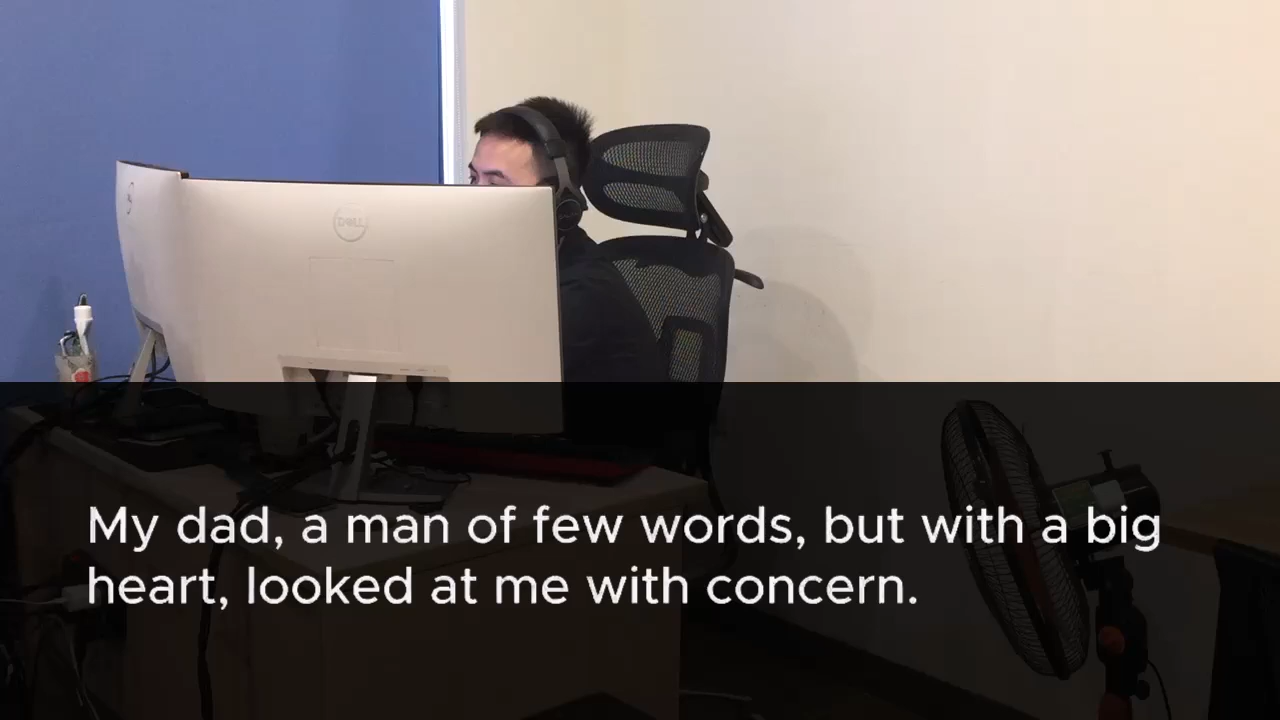 DELL
My dad, a man of few words, but with a big
heart, looked at me with concern.